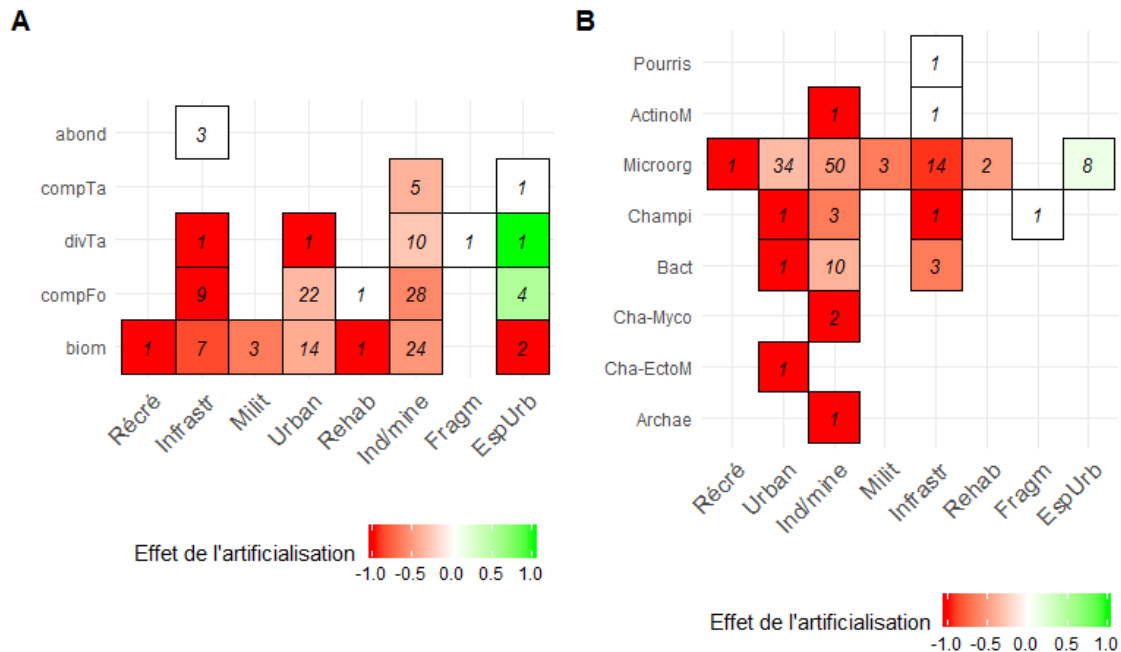 A
abond 3
compTa 5 1
divTa 1 1 10 1 1
compFo 9 22 1 28 4
biom 1 7 3 14 1 24 2
Récré Infrastr Milit Urban Rehab Ind/mine Fragm EspUrb
Effet de l'artificialisation
-1.0 -0.5 0.0 0.5 1.0
B
Pourris 1
ActinoM 1 1
Microorg 1 34 50 3 14 2 8
Champi 1 3 1 1
Bact 1 10 3
Cha-Myco 2
Cha-EctoM 1
Archae 1
Récré Urban Ind/mine Milit Infrastr Rehab Fragm EspUrb
Effet de l'artificialisation
-1.0 -0.5 0.0 0.5 1.0